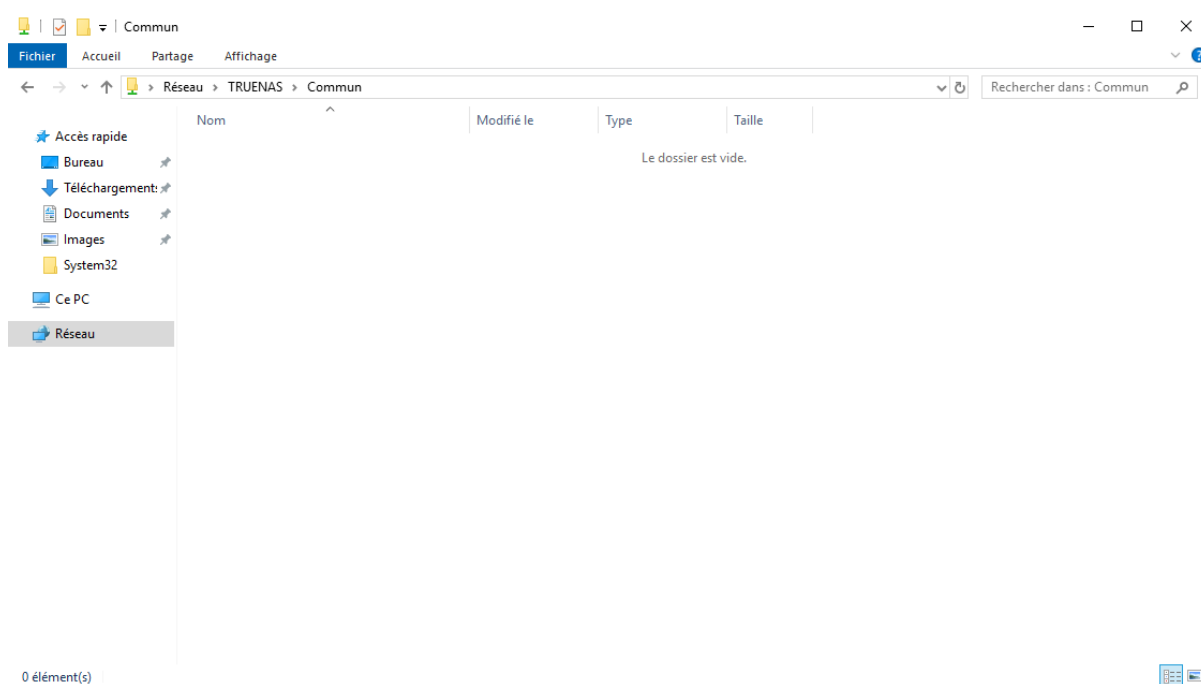 Commun
Fichier Accueil Partage Affichage
Réseau > TRUENAS > Commun
Rechercher dans : Commun
Nom Modifié le Type Taille
Le dossier est vide.
Accès rapide
Bureau
Téléchargements
Documents
Images
System32
Ce PC
Réseau
0 élément(s)